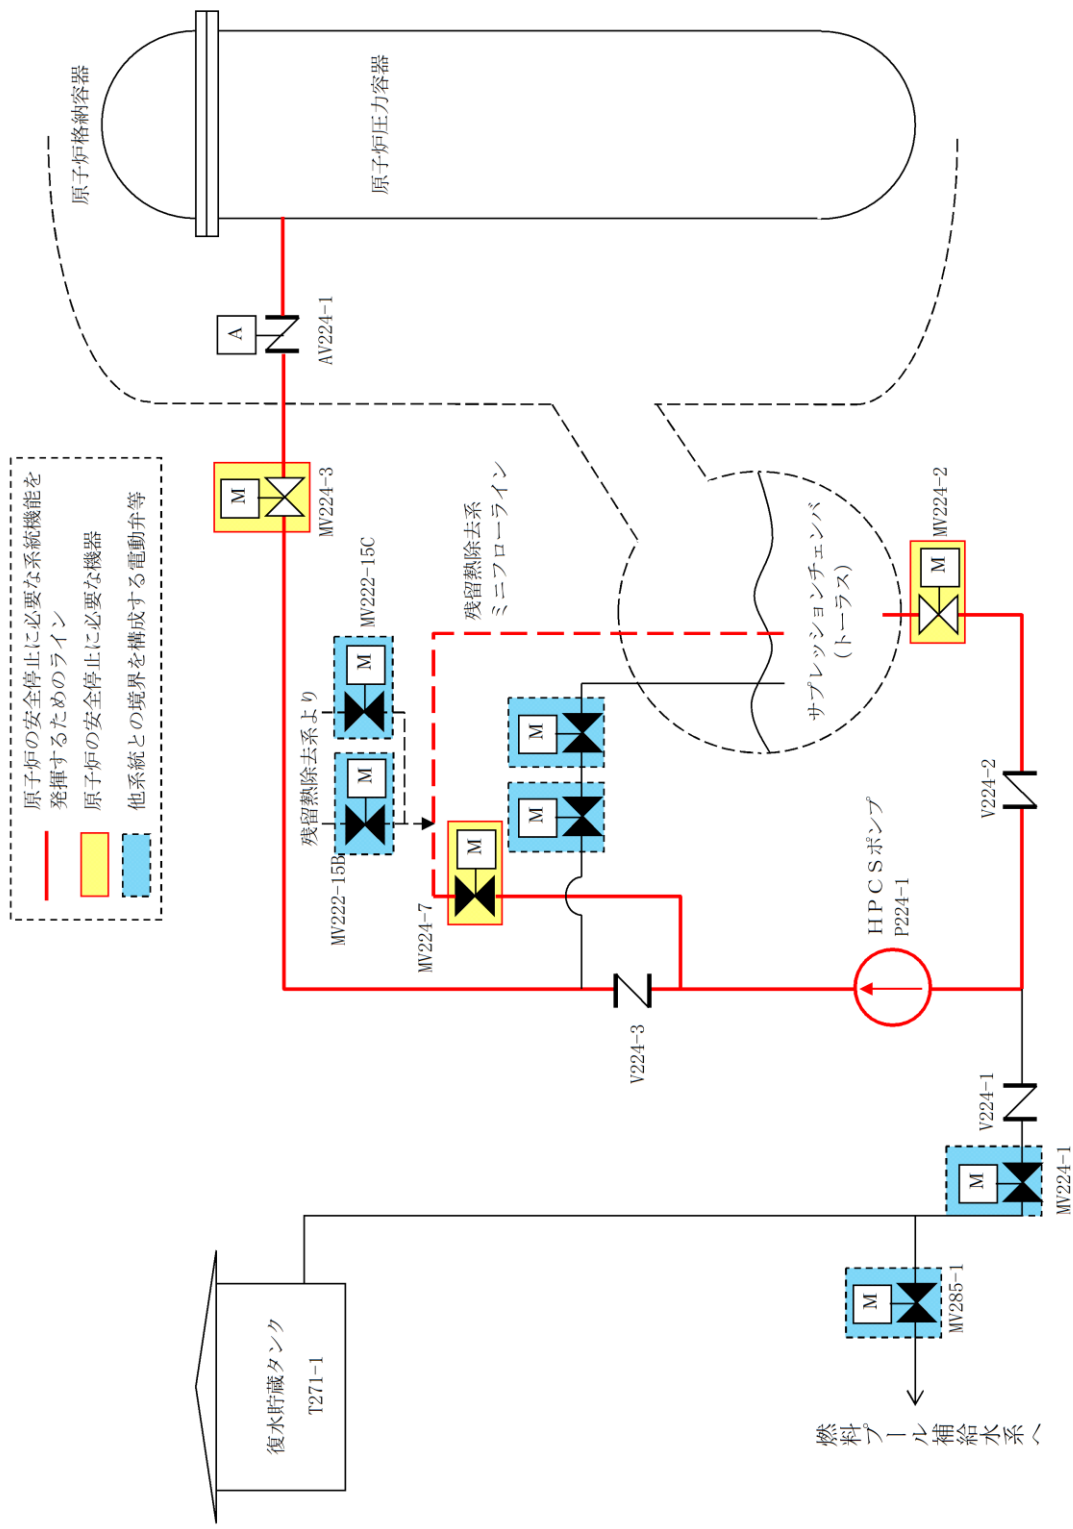 原子炉の安全停止に必要な系統機能を
発揮するためのライン
原子炉の安全停止に必要な機器
他系統との境界を構成する電動弁等
原子炉格納容器
原子炉圧力容器
A
AV224-1
M
MV224-3
残留熱除去系より
M
MV222-15B
M
MV222-15C
残留熱除去系
ミニフローライン
M
MV224-7
M
M
サプレッションチェンバ
(トーラス)
M
MV224-2
V224-2
HPCSポンプ
P224-1
V224-3
V224-1
M
MV224-1
M
MV285-1
復水貯蔵タンク
T271-1
燃料プール補給水系へ